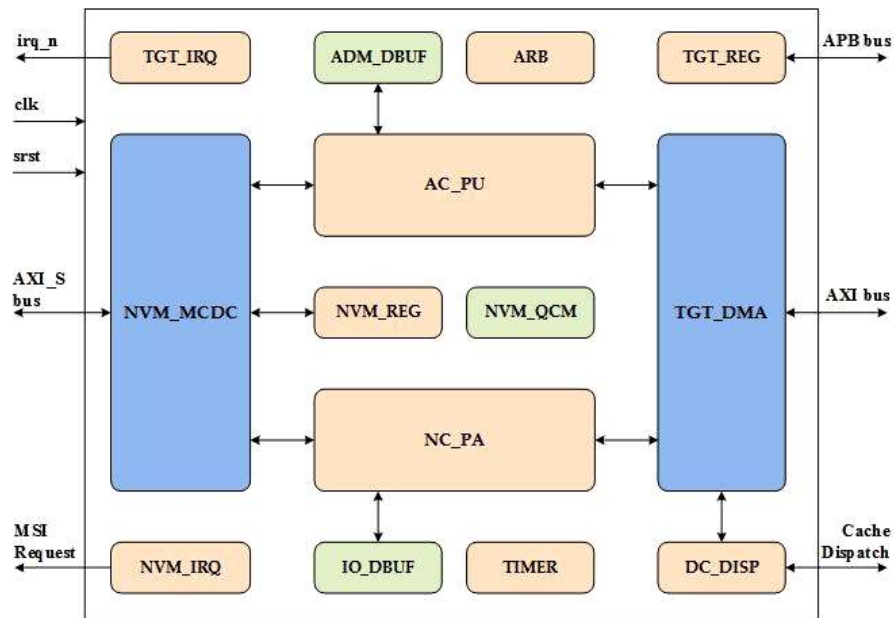 irq_n
TGT_IRQ
ADM_DBUF
ARB
TGT_REG
APB bus
clk
srst
AC_PU
AXI_S
bus
NVM_MCDC
NVM_REG
NVM_QCM
TGT_DMA
AXI bus
NC_PA
MSI
Request
NVM_IRQ
IO_DBUF
TIMER
DC_DISP
Cache
Dispatch